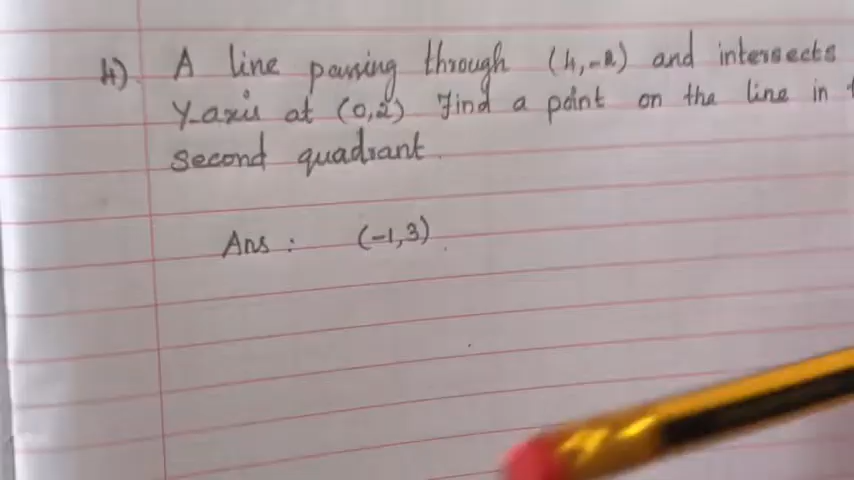 4) A line passing through (4,-2) and intersects
Y-axis at (0,2) Find a point on the line in
second quadrant.
Ans : (-1,3).